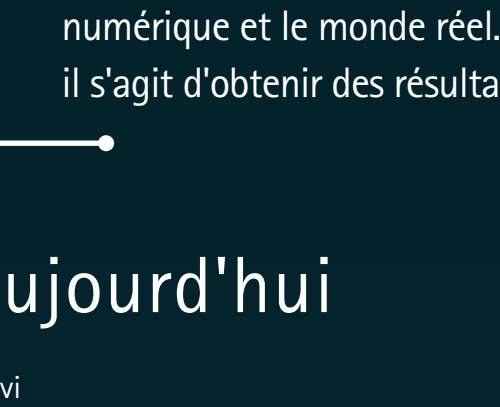 numérique et le monde réel.
il s'agit d'obtenir des résulta
ujourd'hui
vi